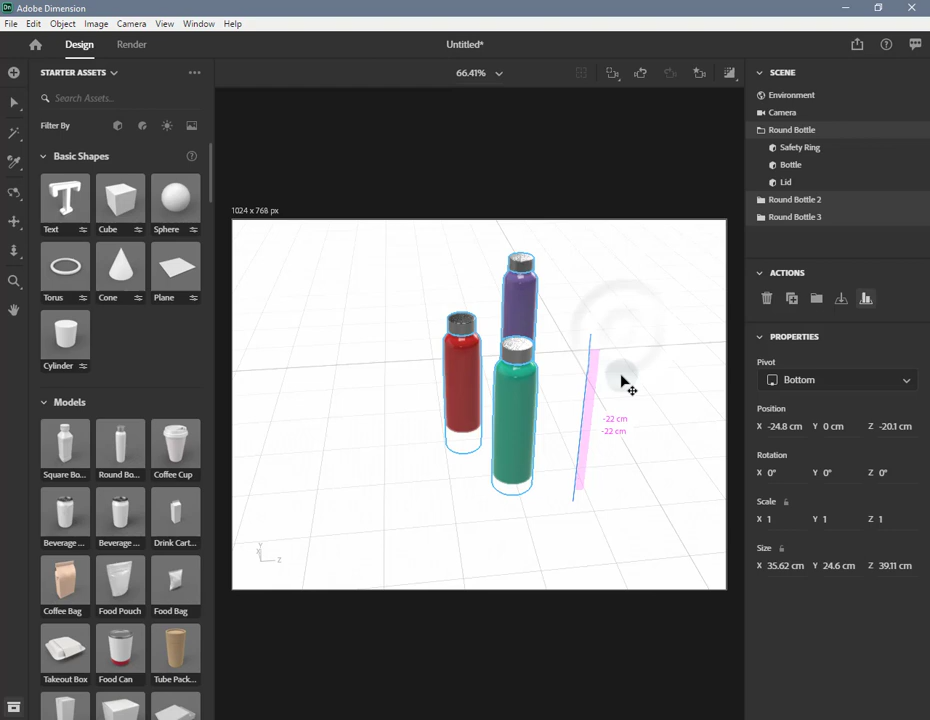 Dn Adobe Dimension
File Edit Object Image Camera View Window Help
Design Render Untitled*
STARTER ASSETS
66.41%
Search Assets...
Filter By
Basic Shapes
Text Cube Sphere
Torus Cone Plane
Cylinder
Models
Square Bo... Round Bo... Coffee Cup
Beverage ... Beverage ... Drink Cart...
Coffee Bag Food Pouch Food Bag
Takeout Box Food Can Tube Pack...
1024 x 768 px
-22 cm
-22 cm
Y
X
Z
SCENE
Environment
Camera
Round Bottle
Safety Ring
Bottle
Lid
Round Bottle 2
Round Bottle 3
ACTIONS
PROPERTIES
Pivot
Bottom
Position
X -24.8 cm Y 0 cm Z -20.1 cm
Rotation
X 0° Y 0° Z 0°
Scale
X 1 Y 1 Z 1
Size
X 35.62 cm Y 24.6 cm Z 39.11 cm